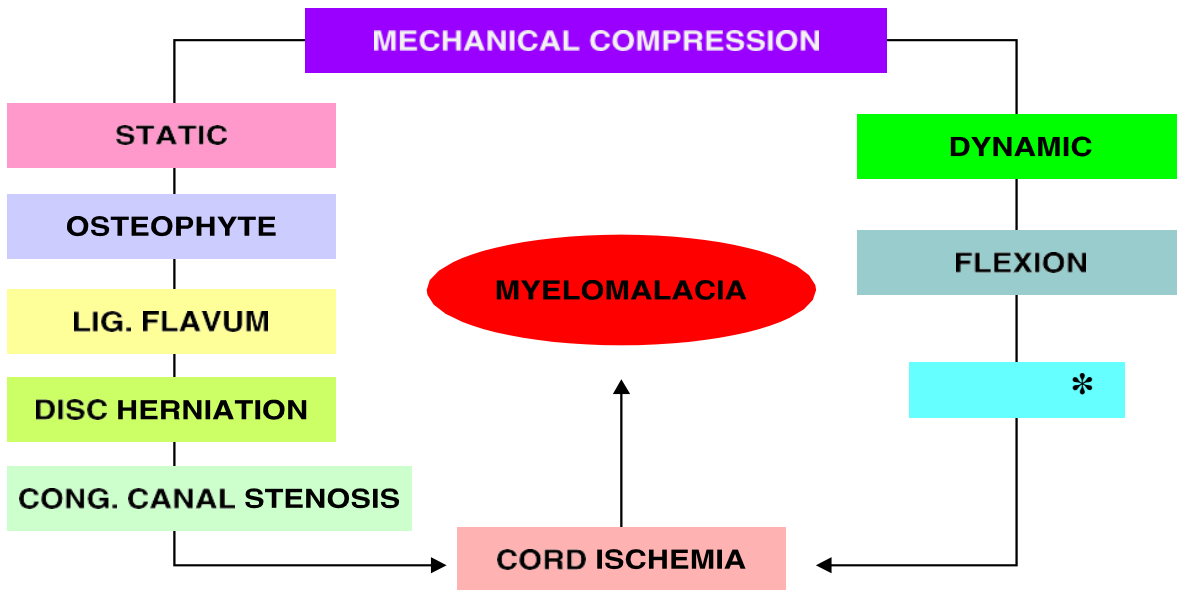 MECHANICAL COMPRESSION
STATIC
OSTEOPHYTE
LIG. FLAVUM
DISC HERNIATION
CONG. CANAL STENOSIS
DYNAMIC
FLEXION
*
MYELOMALACIA
CORD ISCHEMIA